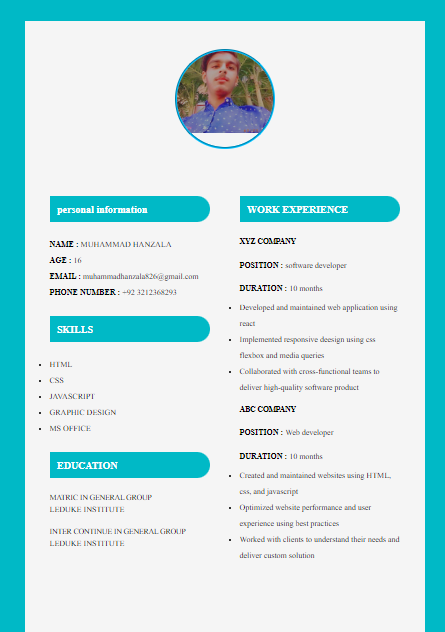 personal information
NAME : MUHAMMAD HANZALA
AGE : 16
EMAIL : muhammadhanzala826@gmail.com
PHONE NUMBER : +92 3212368293
SKILLS
HTML
CSS
JAVASCRIPT
GRAPHIC DESIGN
MS OFFICE
EDUCATION
MATRIC IN GENERAL GROUP
LEDUKE INSTITUTE
INTER CONTINUE IN GENERAL GROUP
LEDUKE INSTITUTE
WORK EXPERIENCE
XYZ COMPANY
POSITION : software developer
DURATION : 10 months
Developed and maintained web application using
react
Implemented responsive deesign using css
flexbox and media queries
Collaborated with cross-functional teams to
deliver high-quality software product
ABC COMPANY
POSITION : Web developer
DURATION : 10 months
Created and maintained websites using HTML,
css, and javascript
Optimized website performance and user
experience using best practices
Worked with clients to understand their needs and
deliver custom solution